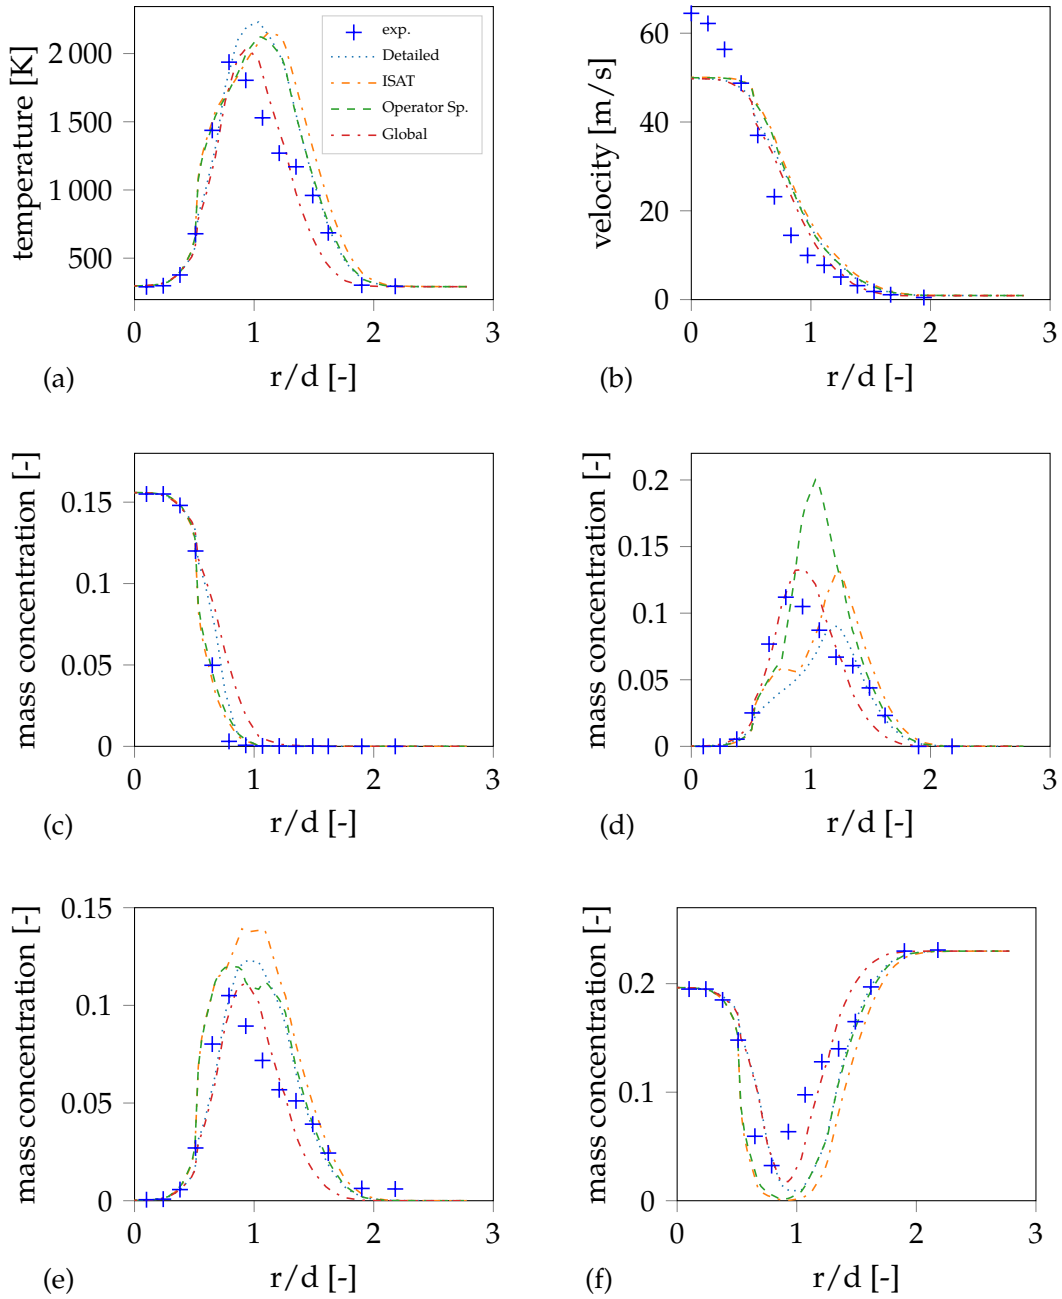 temperature [K]
2 000
1 500
1 000
500
0
1
2
3
r/d [-]
(a)
exp.
Detailed
ISAT
Operator Sp.
Global
velocity [m/s]
60
40
20
0
0
1
2
3
r/d [-]
(b)
mass concentration [-]
0.15
0.1
0.05
0
0
1
2
3
r/d [-]
(c)
mass concentration [-]
0.2
0.15
0.1
0.05
0
0
1
2
3
r/d [-]
(d)
mass concentration [-]
0.15
0.1
0.05
0
0
1
2
3
r/d [-]
(e)
mass concentration [-]
0.2
0.1
0
0
1
2
3
r/d [-]
(f)